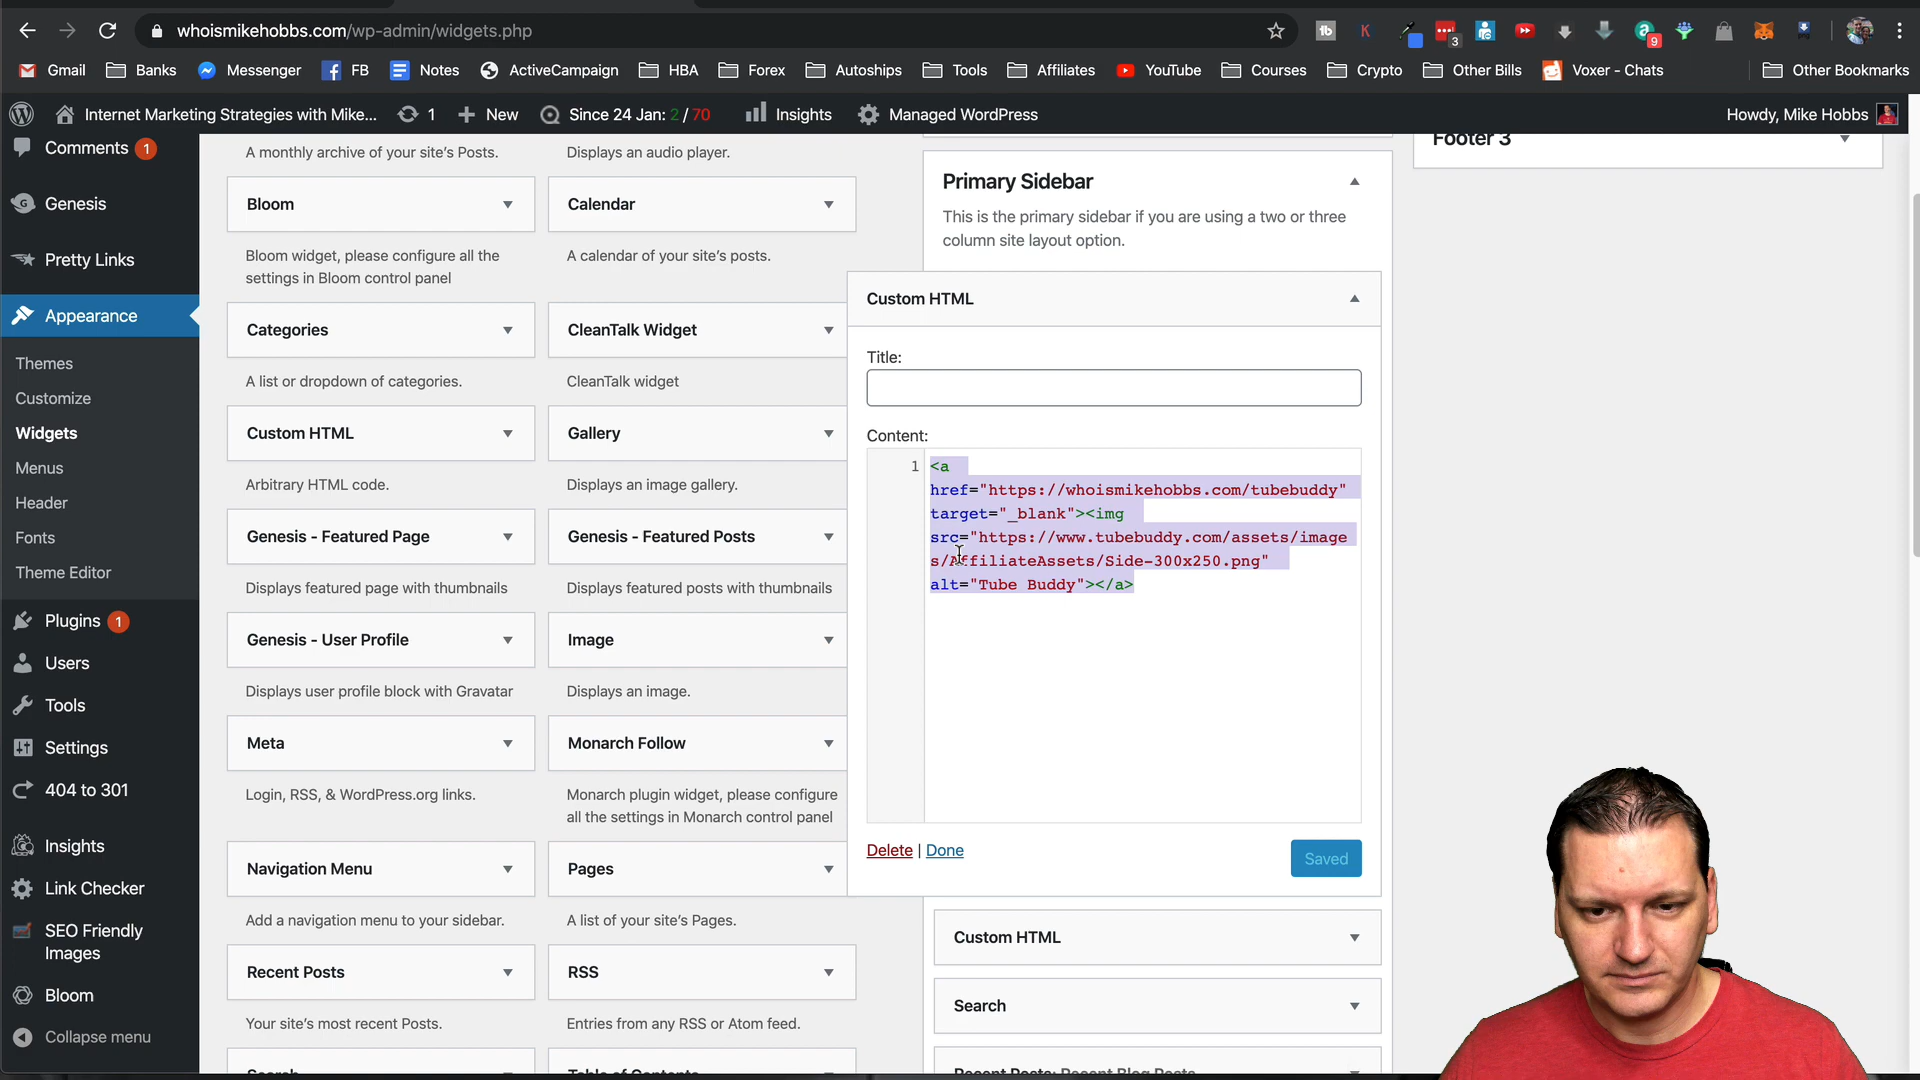 whoismikehobbs.com/wp-admin/widgets.php
3
9
Gmail Banks Messenger FB Notes ActiveCampaign HBA Forex Autoships Tools Affiliates YouTube Courses Crypto Other Bills Voxer - Chats Other Bookmarks
Internet Marketing Strategies with Mike... 1 New Since 24 Jan: 2 / 70 Insights Managed WordPress Howdy, Mike Hobbs
Comments 1
Genesis
Pretty Links
Appearance
Themes
Customize
Widgets
Menus
Header
Fonts
Theme Editor
Plugins 1
Users
Tools
Settings
404 to 301
Insights
Link Checker
SEO Friendly
Images
Bloom
Collapse menu
A monthly archive of your site's Posts.
Displays an audio player.
Bloom
Calendar
Bloom widget, please configure all the
settings in Bloom control panel
A calendar of your site's posts.
Categories
CleanTalk Widget
A list or dropdown of categories.
CleanTalk widget
Custom HTML
Gallery
Arbitrary HTML code.
Displays an image gallery.
Genesis - Featured Page
Genesis - Featured Posts
Displays featured page with thumbnails
Displays featured posts with thumbnails
Genesis - User Profile
Image
Displays user profile block with Gravatar
Displays an image.
Meta
Monarch Follow
Login, RSS, & WordPress.org links.
Monarch plugin widget, please configure
all the settings in Monarch control panel
Navigation Menu
Pages
Add a navigation menu to your sidebar.
A list of your site's Pages.
Recent Posts
RSS
Your site's most recent Posts.
Entries from any RSS or Atom feed.
Search
Table of Contents
Primary Sidebar
This is the primary sidebar if you are using a two or three
column site layout option.
Custom HTML
Title:
Content:
1 <a
href="https://whoismikehobbs.com/tubebuddy"
target="_blank"><img
src="https://www.tubebuddy.com/assets/image
s/AffiliateAssets/Side-300x250.png"
alt="Tube Buddy"></a>
Delete | Done
Saved
Custom HTML
Search
Recent Posts: Recent Blog Posts
Footer 3